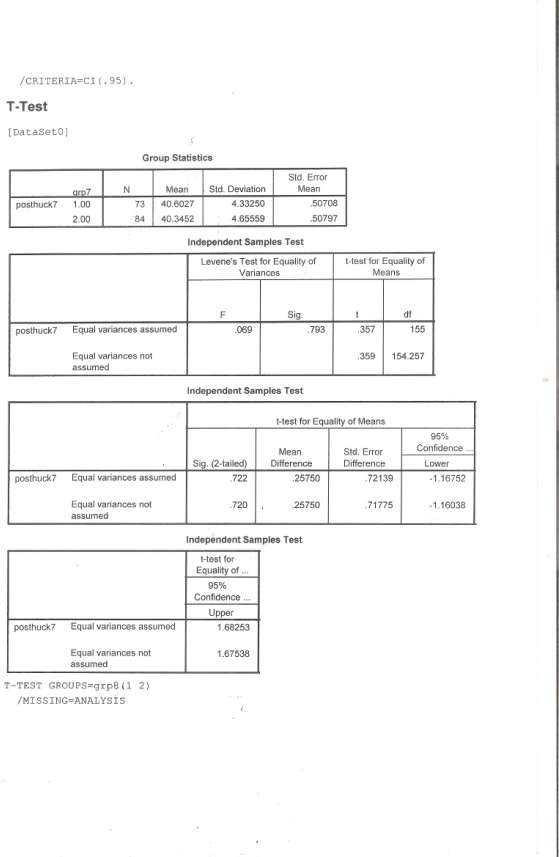 /CRITERIA=CI(.95).
T-Test
[DataSet0]
Group Statistics
grp7 N Mean Std. Deviation Std. Error Mean
posthuck7 1.00 73 40.6027 4.33250 .50708
2.00 84 40.3452 4.65559 .50797
Independent Samples Test
Levene's Test for Equality of Variances t-test for Equality of Means
F Sig. t df
posthuck7 Equal variances assumed .069 .793 .357 155
Equal variances not assumed .359 154.257
Independent Samples Test
t-test for Equality of Means
95% Confidence ...
Sig. (2-tailed) Mean Difference Std. Error Difference Lower
posthuck7 Equal variances assumed .722 .25750 .72139 -1.16752
Equal variances not assumed .720 .25750 .71775 -1.16038
Independent Samples Test
t-test for Equality of ...
95% Confidence ...
Upper
posthuck7 Equal variances assumed 1.68253
Equal variances not assumed 1.67538
T-TEST GROUPS=grp8(1 2)
/MISSING=ANALYSIS